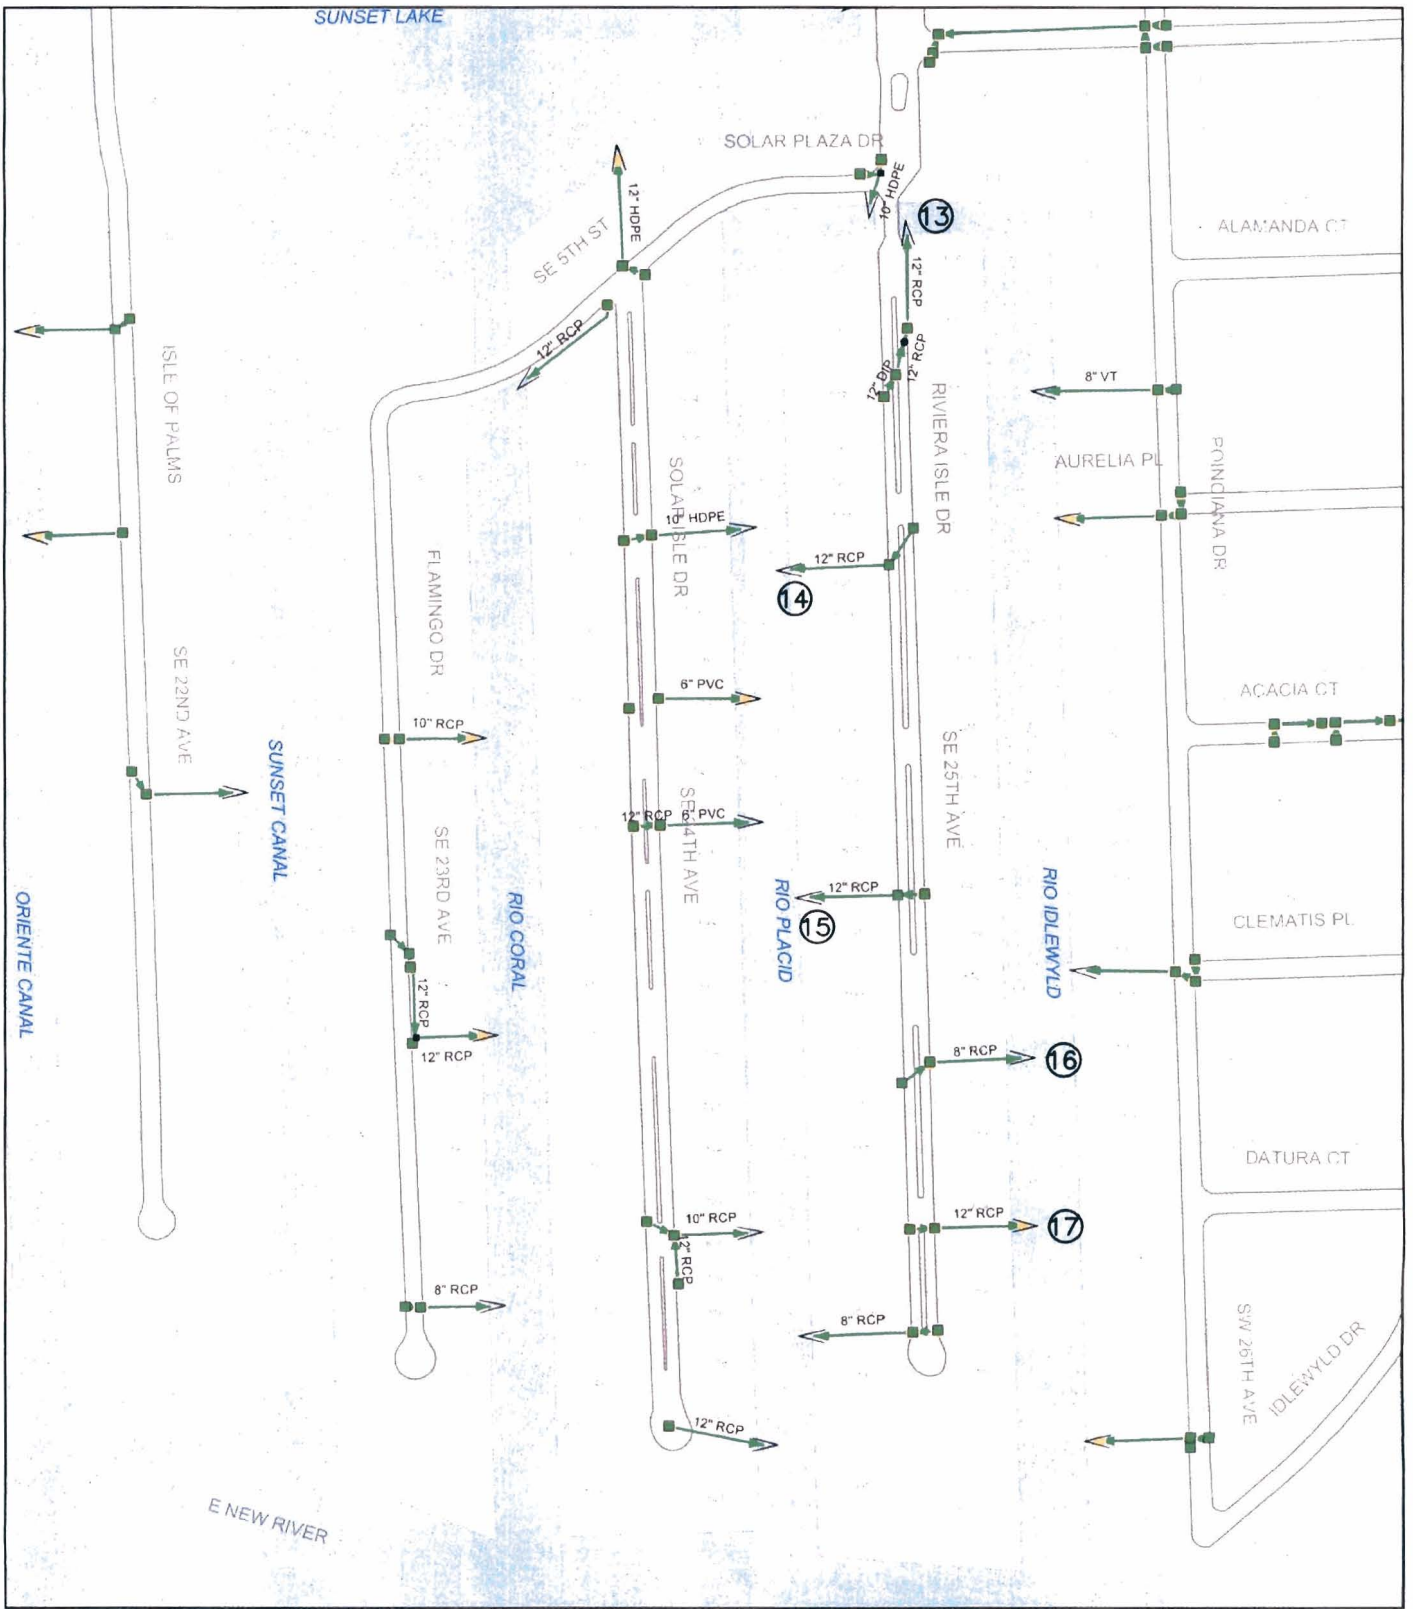 SUNSET LAKE
SOLAR PLAZA DR
10" HDPE
12" HDPE
13
ALAMANDA CT
SE 5TH ST
12" RCP
12" RCP
12" RCP
12" DIP
ISLE OF PALMS
8" VT
RIVIERA ISLE DR
AURELIA PL
POINCIANA DR
SOLAR ISLE DR
10" HDPE
12" RCP
14
FLAMINGO DR
SE 22ND AVE
6" PVC
ACACIA CT
10" RCP
SUNSET CANAL
SE 25TH AVE
12" RCP
6" PVC
SE 24TH AVE
SE 23RD AVE
12" RCP
15
RIO PLACID
RIO IDLEWYLD
RIO CORAL
ORIENTE CANAL
CLEMATIS PL
12" RCP
12" RCP
8" RCP
16
DATURA CT
10" RCP
12" RCP
12" RCP
17
8" RCP
8" RCP
SW 26TH AVE
IDLEWYLD DR
12" RCP
E NEW RIVER